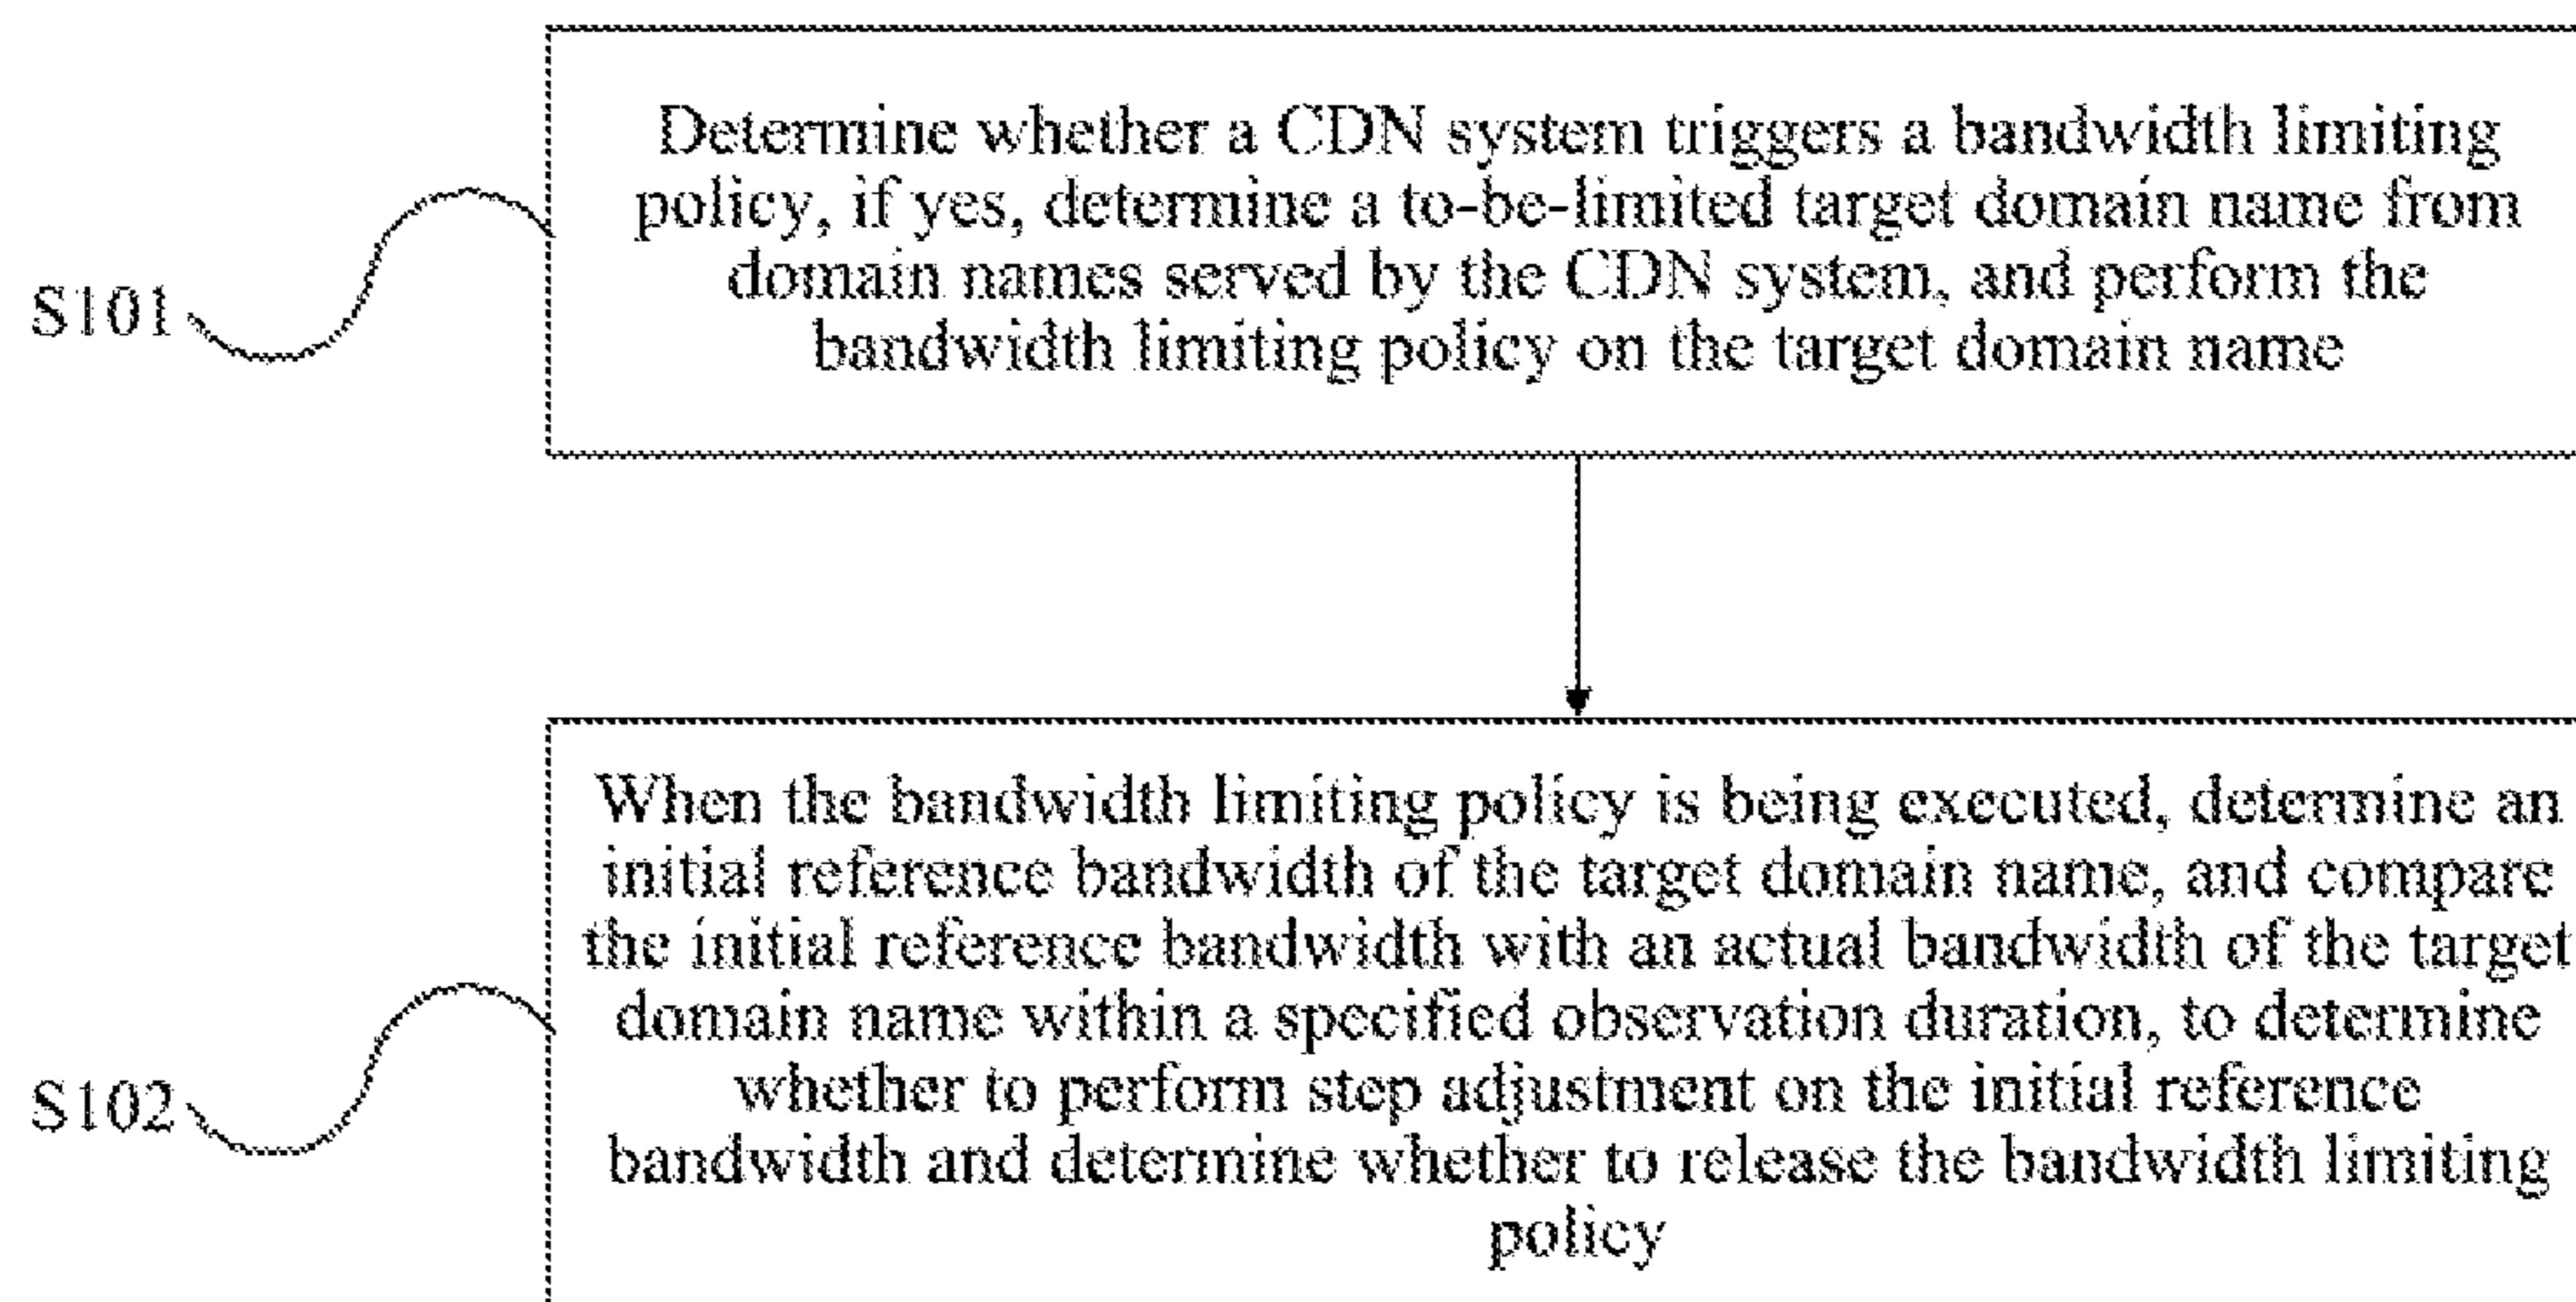 Determine whether a CDN system triggers a bandwidth limiting
policy, if yes, determine a to-be-limited target domain name from
domain names served by the CDN system, and perform the
bandwidth limiting policy on the target domain name
S101
When the bandwidth limiting policy is being executed, determine an
initial reference bandwidth of the target domain name, and compare
the initial reference bandwidth with an actual bandwidth of the target
domain name within a specified observation duration, to determine
whether to perform step adjustment on the initial reference
bandwidth and determine whether to release the bandwidth limiting
policy
S102